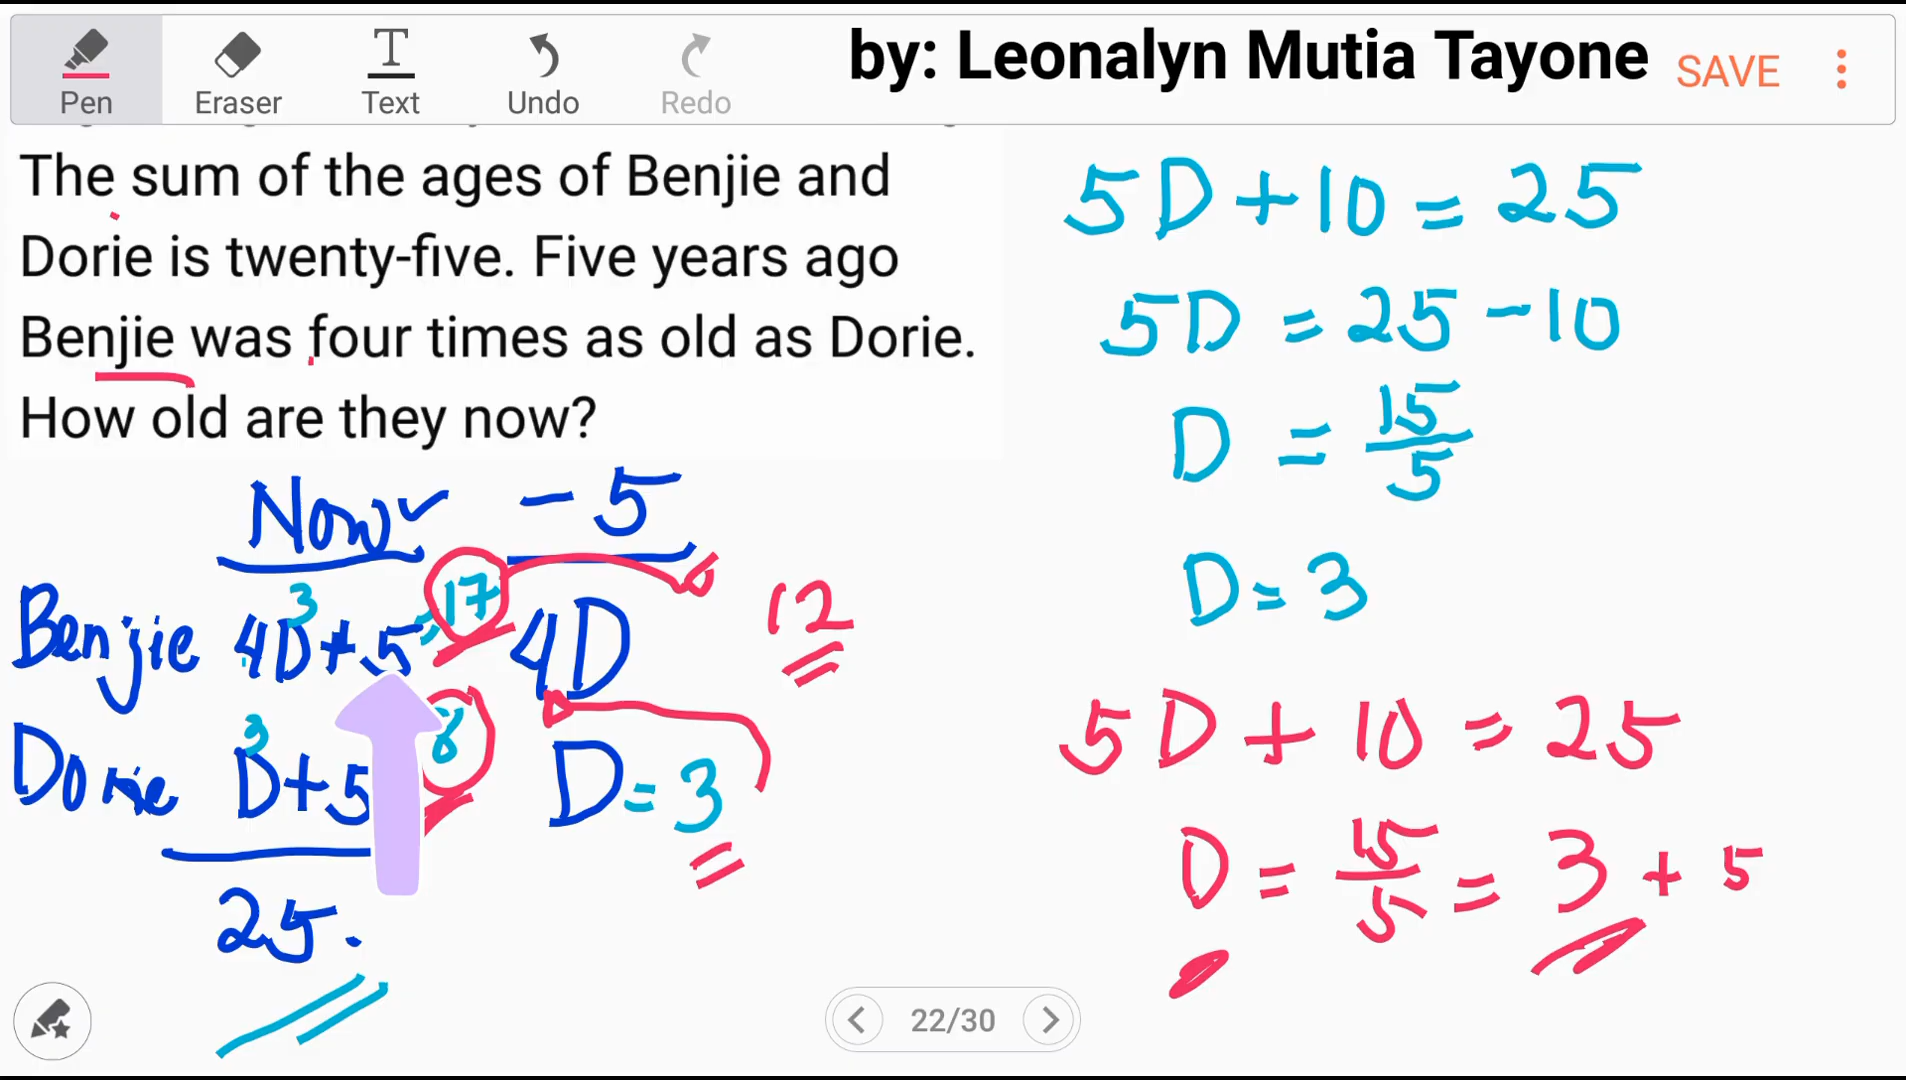 by: Leonalyn Mutia Tayone
SAVE
Pen
Eraser
Text
Undo
Redo
The sum of the ages of Benjie and
Dorie is twenty-five. Five years ago
Benjie was four times as old as Dorie.
How old are they now?
Now - 5
3
Benjie 4D+5, 17 4D 12
3
Dorie D+5 8 D = 3
25.
5D+10 = 25
5D = 25 - 10
D = 15/5
D = 3
5D + 10 = 25
D = 15/5 = 3 + 5
22/30